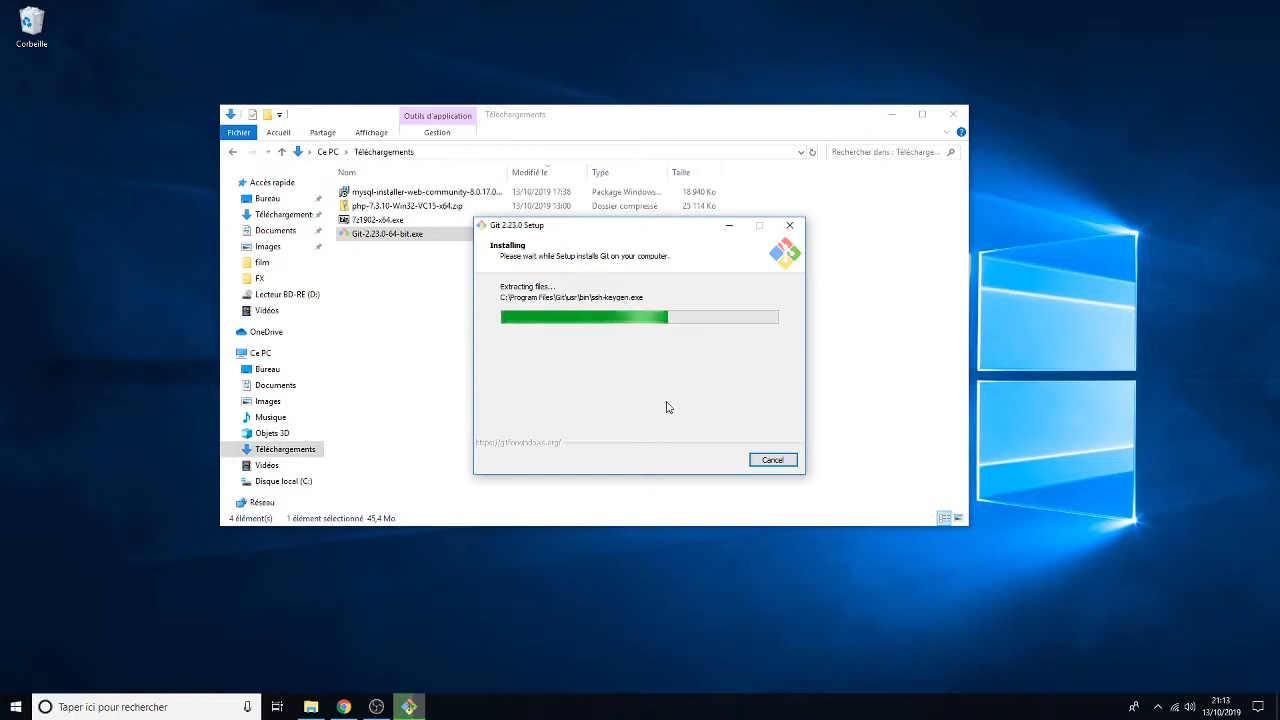 Corbeille
Outils d'application Téléchargements
Fichier Accueil Partage Affichage Gestion
Ce PC Téléchargements Rechercher dans : Télécharge...
Nom Modifié le Type Taille
Accès rapide
Bureau
Téléchargement
Documents
Images
film
FX
Lecteur BD-RE (D:)
Vidéos
OneDrive
Ce PC
Bureau
Documents
Images
Musique
Objets 3D
Téléchargements
Vidéos
Disque local (C:)
Réseau
mysql-installer-web-community-8.0.17.0... 13/10/2019 17:38 Package Windows... 18 940 Ko
php-7.3.10-Win32-VC15-x64.zip 13/10/2019 13:00 Dossier compressé 25 114 Ko
7z1902-x64.exe
Git-2.23.0-64-bit.exe
4 élément(s) 1 élément sélectionné 45,4 Mo
Git 2.23.0 Setup
Installing
Please wait while Setup installs Git on your computer.
Extracting files...
C:\Program Files\Git\usr\bin\ssh-keygen.exe
https://gitforwindows.org/
Cancel
Taper ici pour rechercher
21:13
13/10/2019